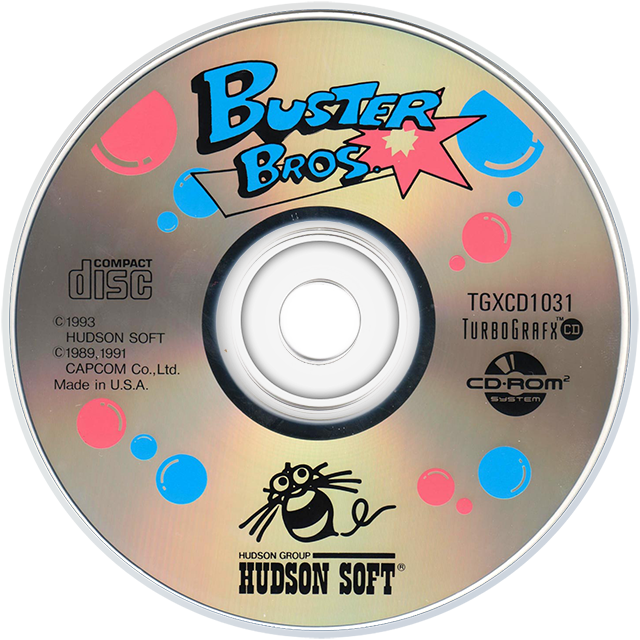 BUSTER
BROS.
COMPACT
disc
©1993
HUDSON SOFT
©1989,1991
CAPCOM Co.,Ltd.
Made in U.S.A.
TGXCD1031
TURBOGRAFX™ CD
CD-ROM²
SYSTEM
HUDSON GROUP
HUDSON SOFT®